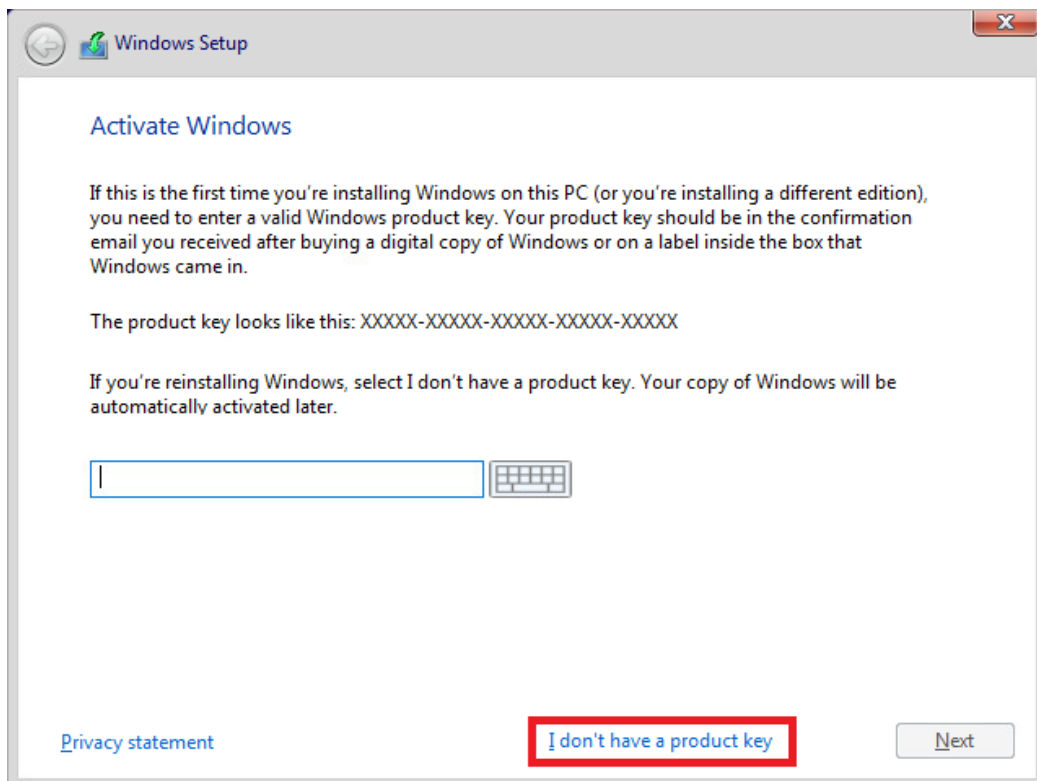 Windows Setup
Activate Windows
If this is the first time you're installing Windows on this PC (or you're installing a different edition),
you need to enter a valid Windows product key. Your product key should be in the confirmation
email you received after buying a digital copy of Windows or on a label inside the box that
Windows came in.
The product key looks like this: XXXXX-XXXXX-XXXXX-XXXXX-XXXXX
If you're reinstalling Windows, select I don't have a product key. Your copy of Windows will be
automatically activated later.
Privacy statement
I don't have a product key
Next